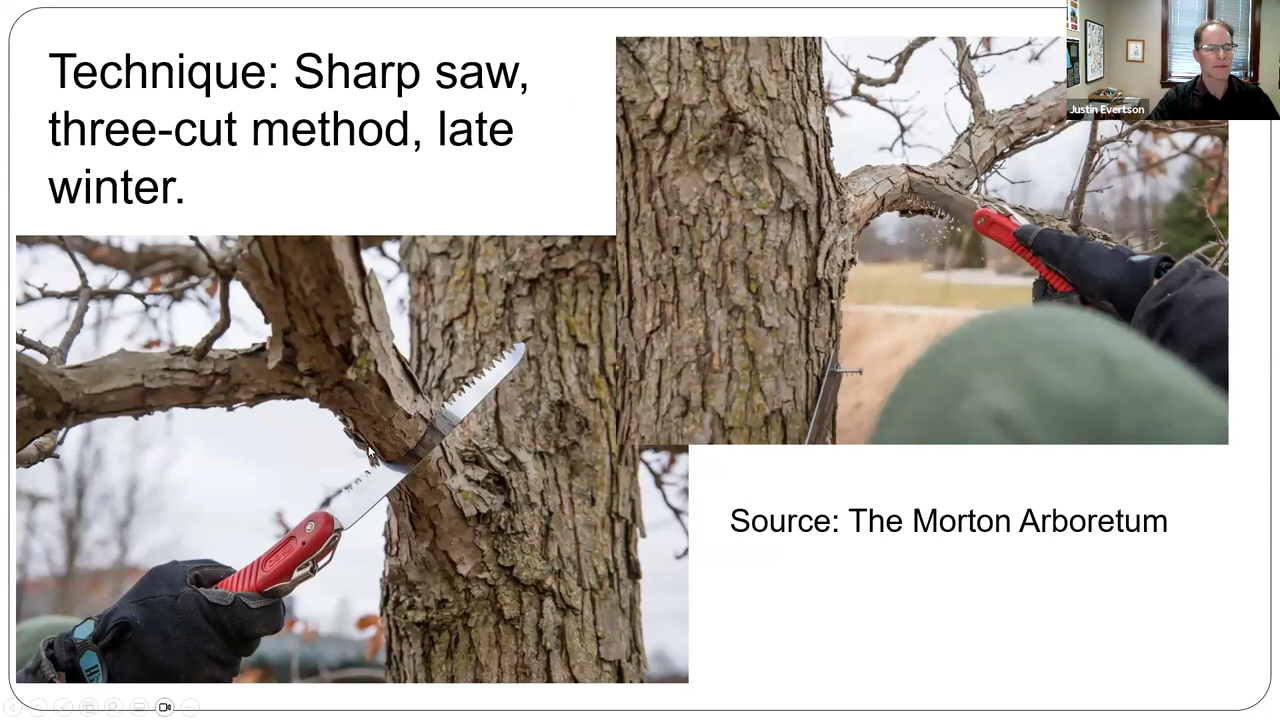 Technique: Sharp saw,
three-cut method, late
winter.
Justin Evertson
Source: The Morton Arboretum